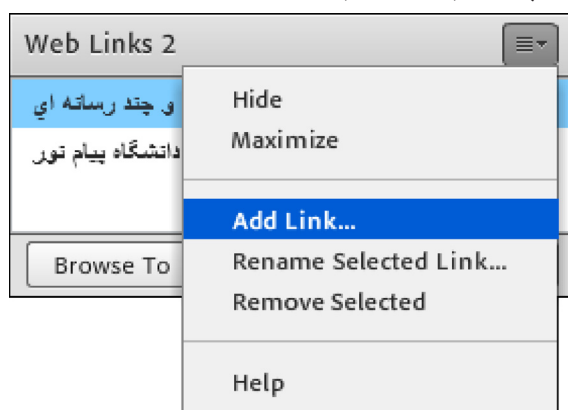 Web Links 2
و چند رسانه اي
دانشگاه پيام نور
Browse To
Hide
Maximize
Add Link...
Rename Selected Link...
Remove Selected
Help